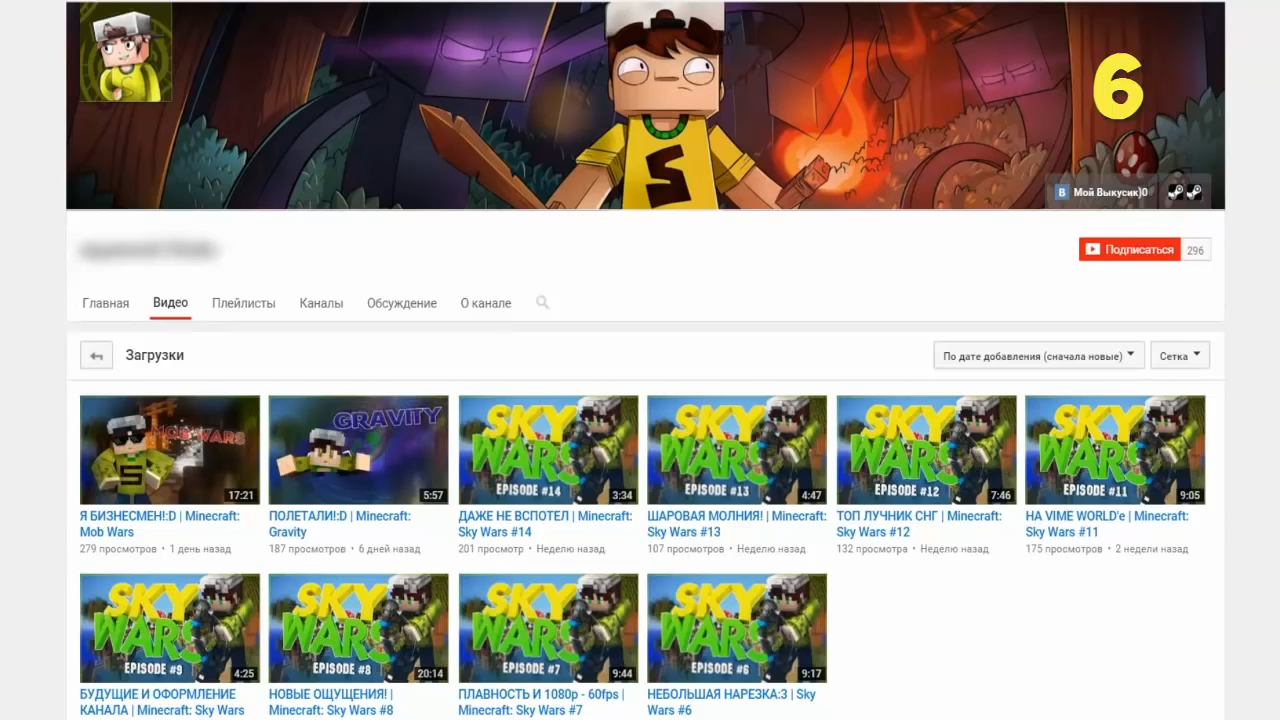 6
S
В Мой Выкусик)0
Подписаться 296
Главная Видео Плейлисты Каналы Обсуждение О канале
Загрузки
По дате добавления (сначала новые) Сетка
MOB WARS
17:21
GRAVITY
5:57
SKY
WARS
EPISODE #14
3:34
SKY
WARS
EPISODE #13
4:47
SKY
WARS
EPISODE #12
7:46
SKY
WARS
EPISODE #11
9:05
Я БИЗНЕСМЕН!:D | Minecraft:
Mob Wars
279 просмотров • 1 день назад
ПОЛЕТАЛИ!:D | Minecraft:
Gravity
187 просмотров • 6 дней назад
ДАЖЕ НЕ ВСПОТЕЛ | Minecraft:
Sky Wars #14
201 просмотр • Неделю назад
ШАРОВАЯ МОЛНИЯ! | Minecraft:
Sky Wars #13
107 просмотров • Неделю назад
ТОП ЛУЧНИК СНГ | Minecraft:
Sky Wars #12
132 просмотра • Неделю назад
НА VIME WORLD'e | Minecraft:
Sky Wars #11
175 просмотров • 2 недели назад
SKY
WARS
EPISODE #9
4:25
SKY
WARS
EPISODE #8
20:14
SKY
WARS
EPISODE #7
9:44
SKY
WARS
EPISODE #6
9:17
БУДУЩИЕ И ОФОРМЛЕНИЕ
КАНАЛА | Minecraft: Sky Wars
НОВЫЕ ОЩУЩЕНИЯ! |
Minecraft: Sky Wars #8
ПЛАВНОСТЬ И 1080p - 60fps |
Minecraft: Sky Wars #7
НЕБОЛЬШАЯ НАРЕЗКА:3 | Sky
Wars #6